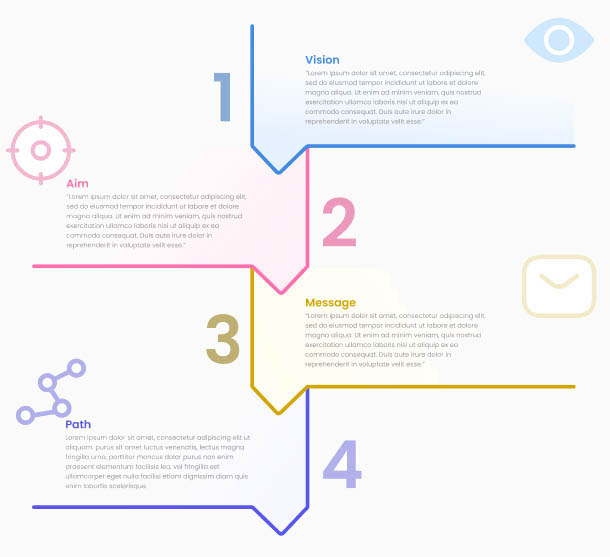 1
Vision
"Lorem ipsum dolor sit amet, consectetur adipiscing elit,
sed do eiusmod tempor incididunt ut labore et dolore
magna aliqua. Ut enim ad minim veniam, quis nostrud
exercitation ullamco laboris nisi ut aliquip ex ea
commodo consequat. Duis aute irure dolor in
reprehenderit in voluptate velit esse."
Aim
"Lorem ipsum dolor sit amet, consectetur adipiscing elit,
sed do eiusmod tempor incididunt ut labore et dolore
magna aliqua. Ut enim ad minim veniam, quis nostrud
exercitation ullamco laboris nisi ut aliquip ex ea
commodo consequat. Duis aute irure dolor in
reprehenderit in voluptate velit esse."
2
3
Message
"Lorem ipsum dolor sit amet, consectetur adipiscing elit,
sed do eiusmod tempor incididunt ut labore et dolore
magna aliqua. Ut enim ad minim veniam, quis nostrud
exercitation ullamco laboris nisi ut aliquip ex ea
commodo consequat. Duis aute irure dolor in
reprehenderit in voluptate velit esse."
Path
Lorem ipsum dolor sit amet, consectetur adipiscing elit ut
aliquam, purus sit amet luctus venenatis, lectus magna
fringilla urna, porttitor rhoncus dolor purus non enim
praesent elementum facilisis leo, vel fringilla est
ullamcorper eget nulla facilisi etiam dignissim diam quis
enim lobortis scelerisque.
4